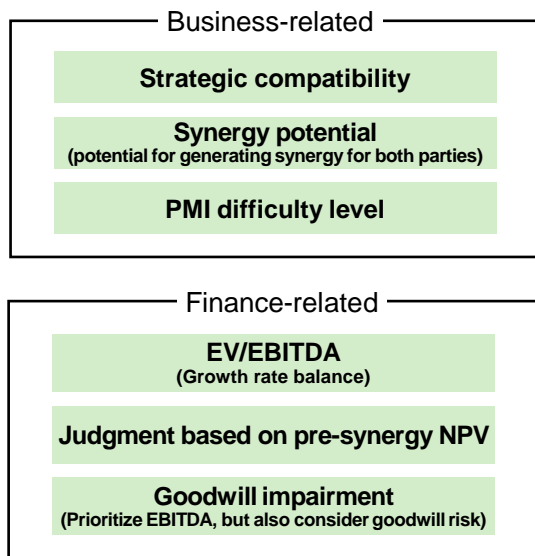 Business-related
Strategic compatibility
Synergy potential
(potential for generating synergy for both parties)
PMI difficulty level
Finance-related
EV/EBITDA
(Growth rate balance)
Judgment based on pre-synergy NPV
Goodwill impairment
(Prioritize EBITDA, but also consider goodwill risk)